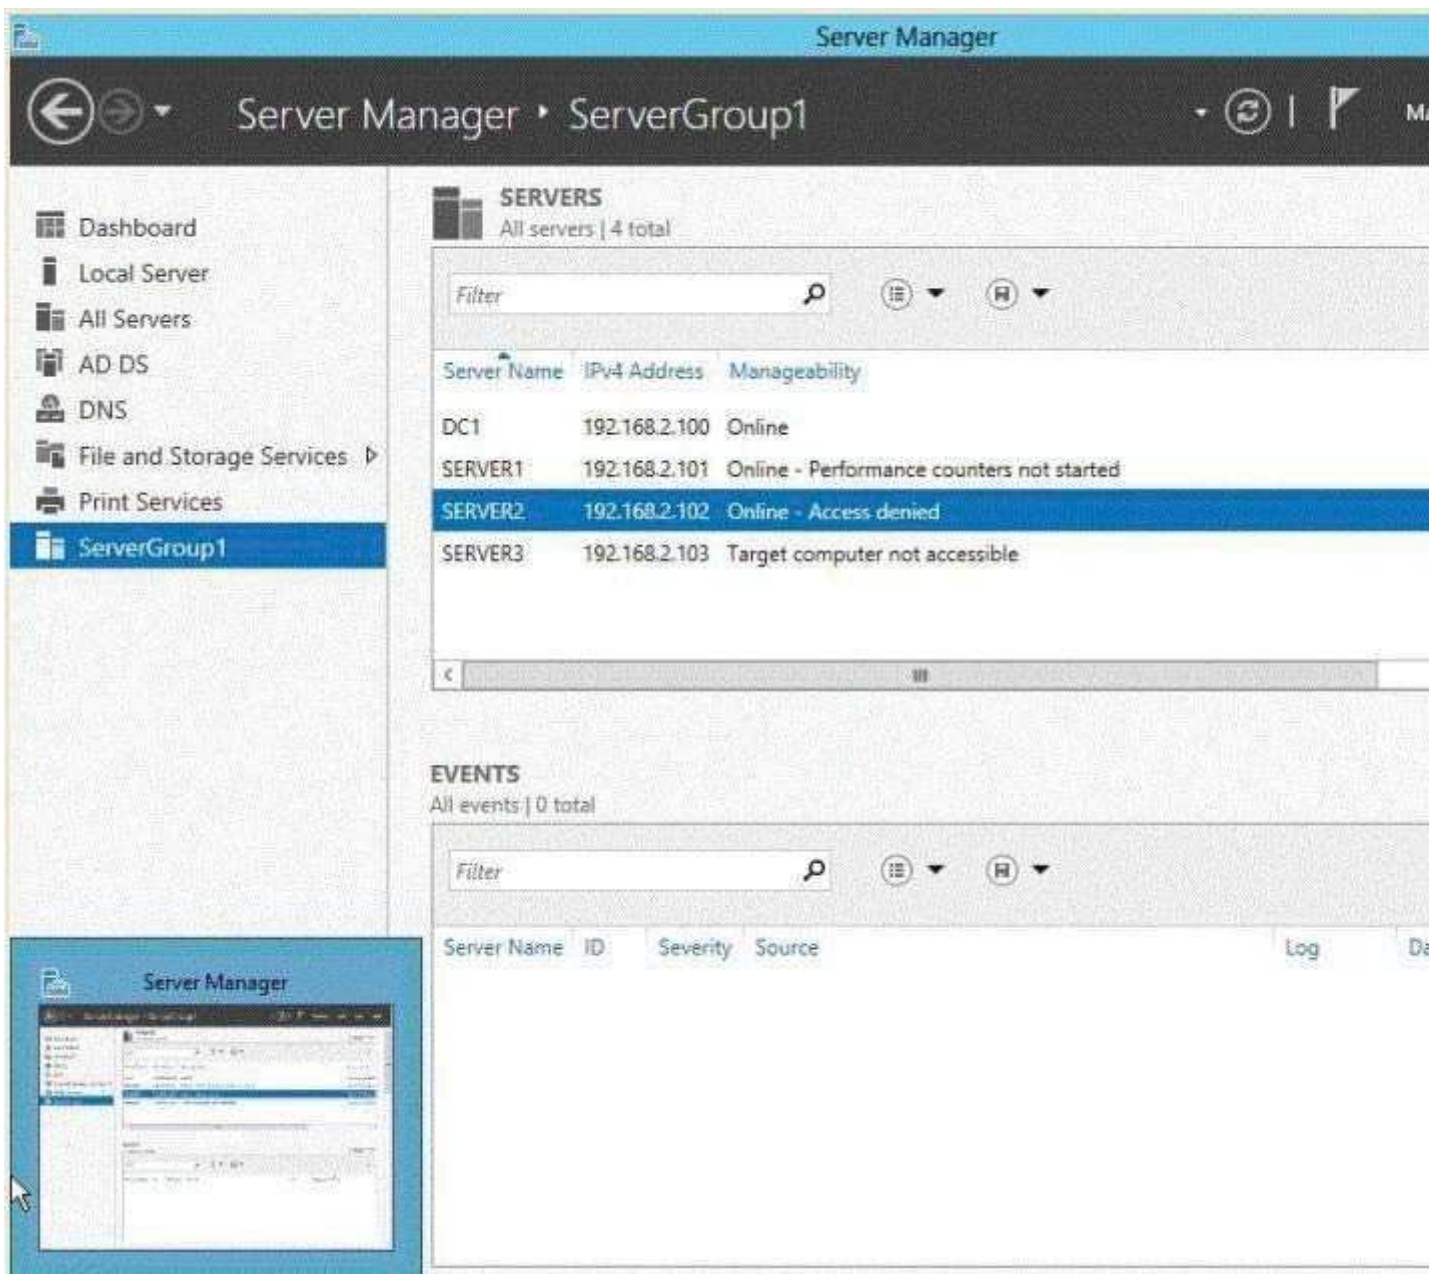 Server Manager
Server Manager ‣ ServerGroup1
Dashboard
Local Server
All Servers
AD DS
DNS
File and Storage Services
Print Services
ServerGroup1
SERVERS
All servers | 4 total
Filter
Server Name IPv4 Address Manageability
DC1 192.168.2.100 Online
SERVER1 192.168.2.101 Online - Performance counters not started
SERVER2 192.168.2.102 Online - Access denied
SERVER3 192.168.2.103 Target computer not accessible
EVENTS
All events | 0 total
Filter
Server Name ID Severity Source Log
Server Manager